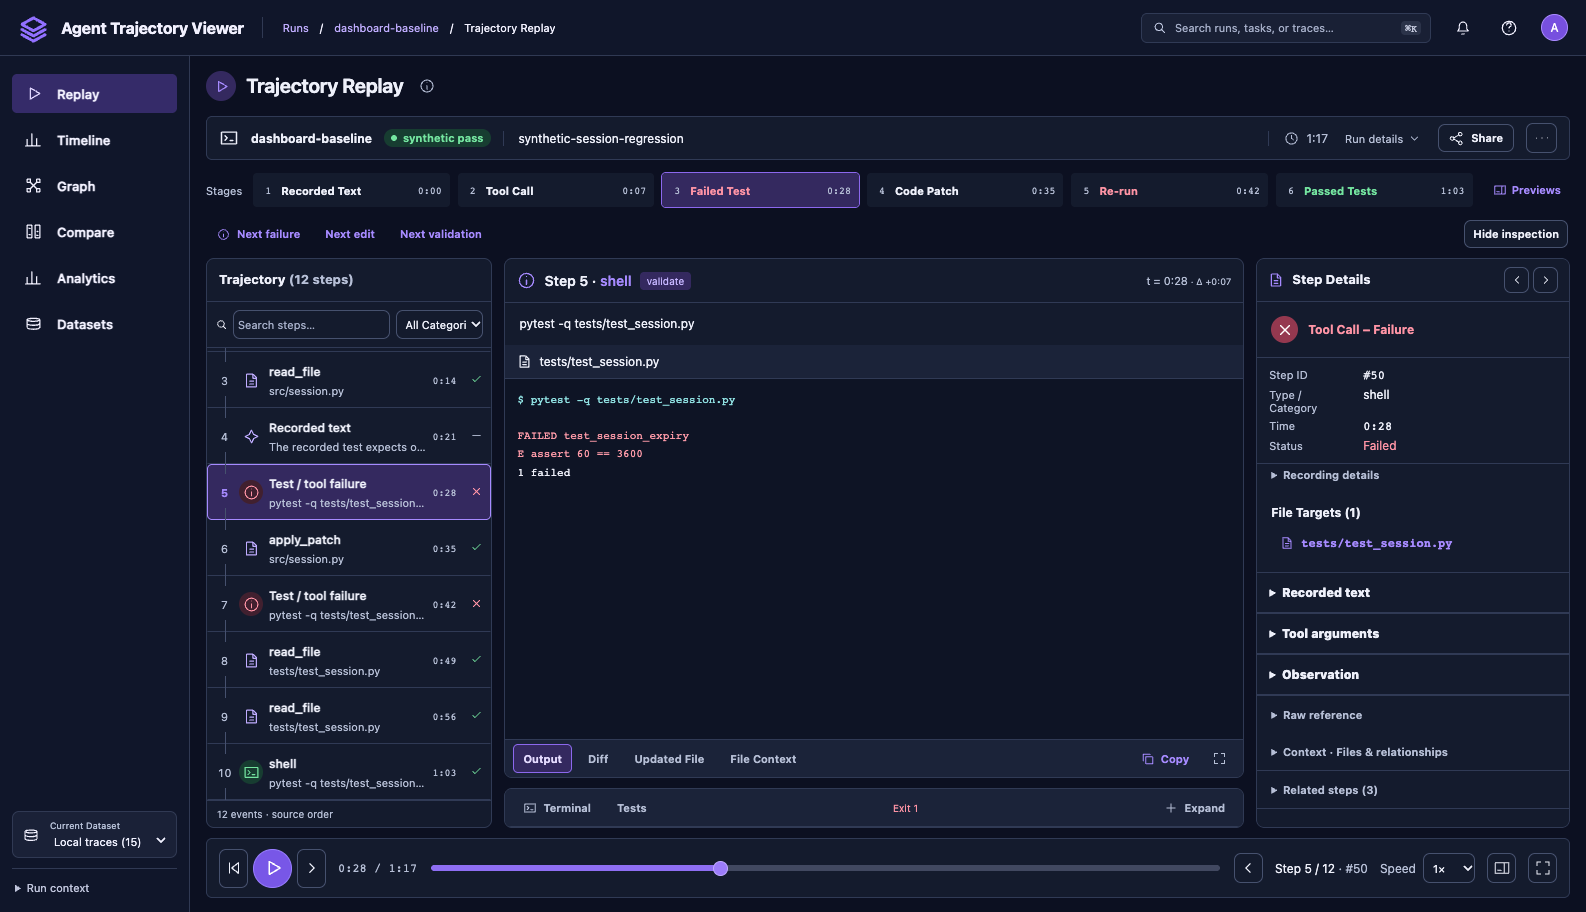 Agent Trajectory Viewer
Runs / dashboard-baseline / Trajectory Replay
Search runs, tasks, or traces... ⌘K
A
Replay
Timeline
Graph
Compare
Analytics
Datasets
Current Dataset
Local traces (15)
Run context
Trajectory Replay
dashboard-baseline synthetic pass synthetic-session-regression 1:17 Run details Share ...
Stages
1 Recorded Text 0:00
2 Tool Call 0:07
3 Failed Test 0:28
4 Code Patch 0:35
5 Re-run 0:42
6 Passed Tests 1:03
Previews
Next failure Next edit Next validation
Hide inspection
Trajectory (12 steps)
Search steps... All Categori
3 read_file 0:14
src/session.py
4 Recorded text 0:21
The recorded test expects o...
5 Test / tool failure 0:28
pytest -q tests/test_session...
6 apply_patch 0:35
src/session.py
7 Test / tool failure 0:42
pytest -q tests/test_session...
8 read_file 0:49
tests/test_session.py
9 read_file 0:56
tests/test_session.py
10 shell 1:03
pytest -q tests/test_session...
12 events · source order
Step 5 · shell validate t = 0:28 · Δ +0:07
pytest -q tests/test_session.py
tests/test_session.py
$ pytest -q tests/test_session.py
FAILED test_session_expiry
E assert 60 == 3600
1 failed
Output Diff Updated File File Context Copy
Terminal Tests Exit 1 Expand
Step Details
Tool Call – Failure
Step ID #50
Type / Category shell
Time 0:28
Status Failed
Recording details
File Targets (1)
tests/test_session.py
Recorded text
Tool arguments
Observation
Raw reference
Context · Files & relationships
Related steps (3)
0:28 / 1:17
Step 5 / 12 · #50 Speed 1×